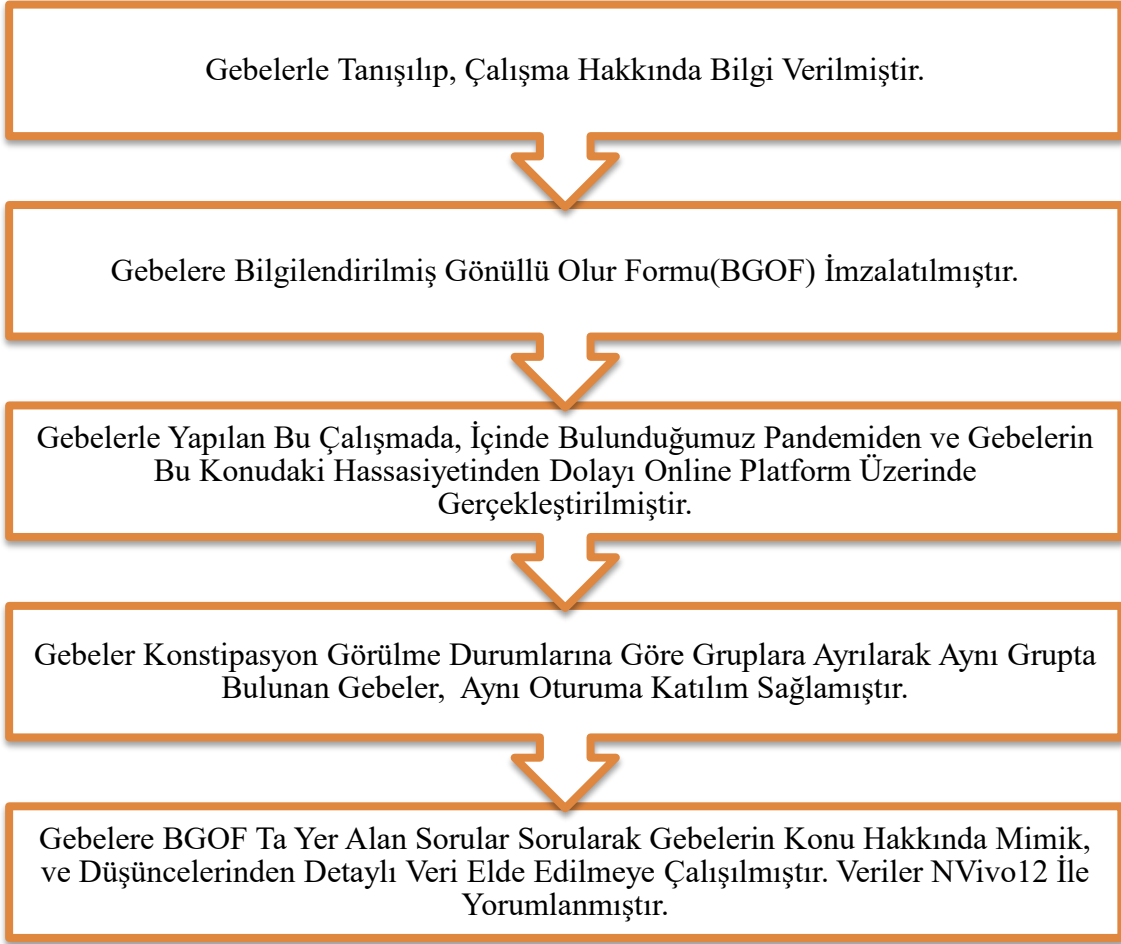 Gebelerle Tanışılıp, Çalışma Hakkında Bilgi Verilmiştir.
Gebelere Bilgilendirilmiş Gönüllü Olur Formu(BGOF) İmzalatılmıştır.
Gebelerle Yapılan Bu Çalışmada, İçinde Bulunduğumuz Pandemiden ve Gebelerin
Bu Konudaki Hassasiyetinden Dolayı Online Platform Üzerinde
Gerçekleştirilmiştir.
Gebeler Konstipasyon Görülme Durumlarına Göre Gruplara Ayrılarak Aynı Grupta
Bulunan Gebeler, Aynı Oturuma Katılım Sağlamıştır.
Gebelere BGOF Ta Yer Alan Sorular Sorularak Gebelerin Konu Hakkında Mimik,
ve Düşüncelerinden Detaylı Veri Elde Edilmeye Çalışılmıştır. Veriler NVivo12 İle
Yorumlanmıştır.